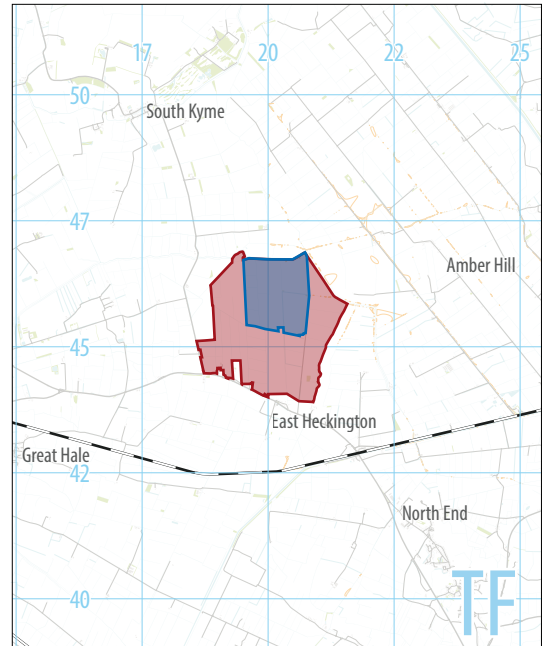 17 20 22 25
50
South Kyme
47
Amber Hill
45
East Heckington
Great Hale
42
North End
40
TF